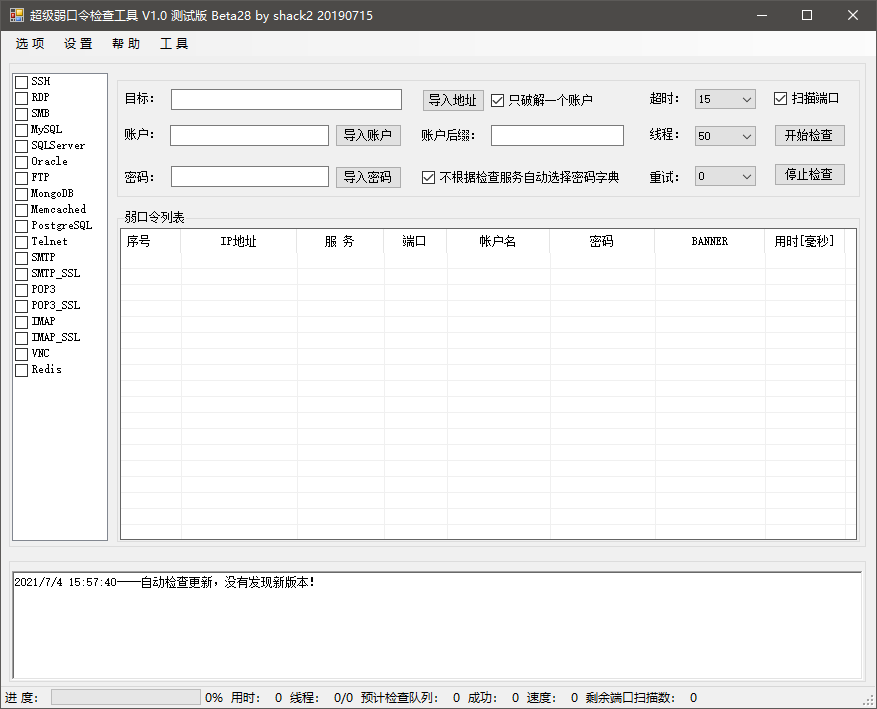 超级弱口令检查工具 V1.0 测试版 Beta28 by shack2 20190715
选 项 设 置 帮 助 工 具
SSH
RDP
SMB
MySQL
SQLServer
Oracle
FTP
MongoDB
Memcached
PostgreSQL
Telnet
SMTP
SMTP_SSL
POP3
POP3_SSL
IMAP
IMAP_SSL
VNC
Redis
目标： 导入地址 只破解一个账户 超时： 15 扫描端口
账户： 导入账户 账户后缀： 线程： 50 开始检查
密码： 导入密码 不根据检查服务自动选择密码字典 重试： 0 停止检查
弱口令列表
序号 IP地址 服 务 端口 帐户名 密码 BANNER 用时[毫秒]
2021/7/4 15:57:40——自动检查更新，没有发现新版本！
进 度： 0% 用时： 0 线程： 0/0 预计检查队列： 0 成功： 0 速度： 0 剩余端口扫描数： 0